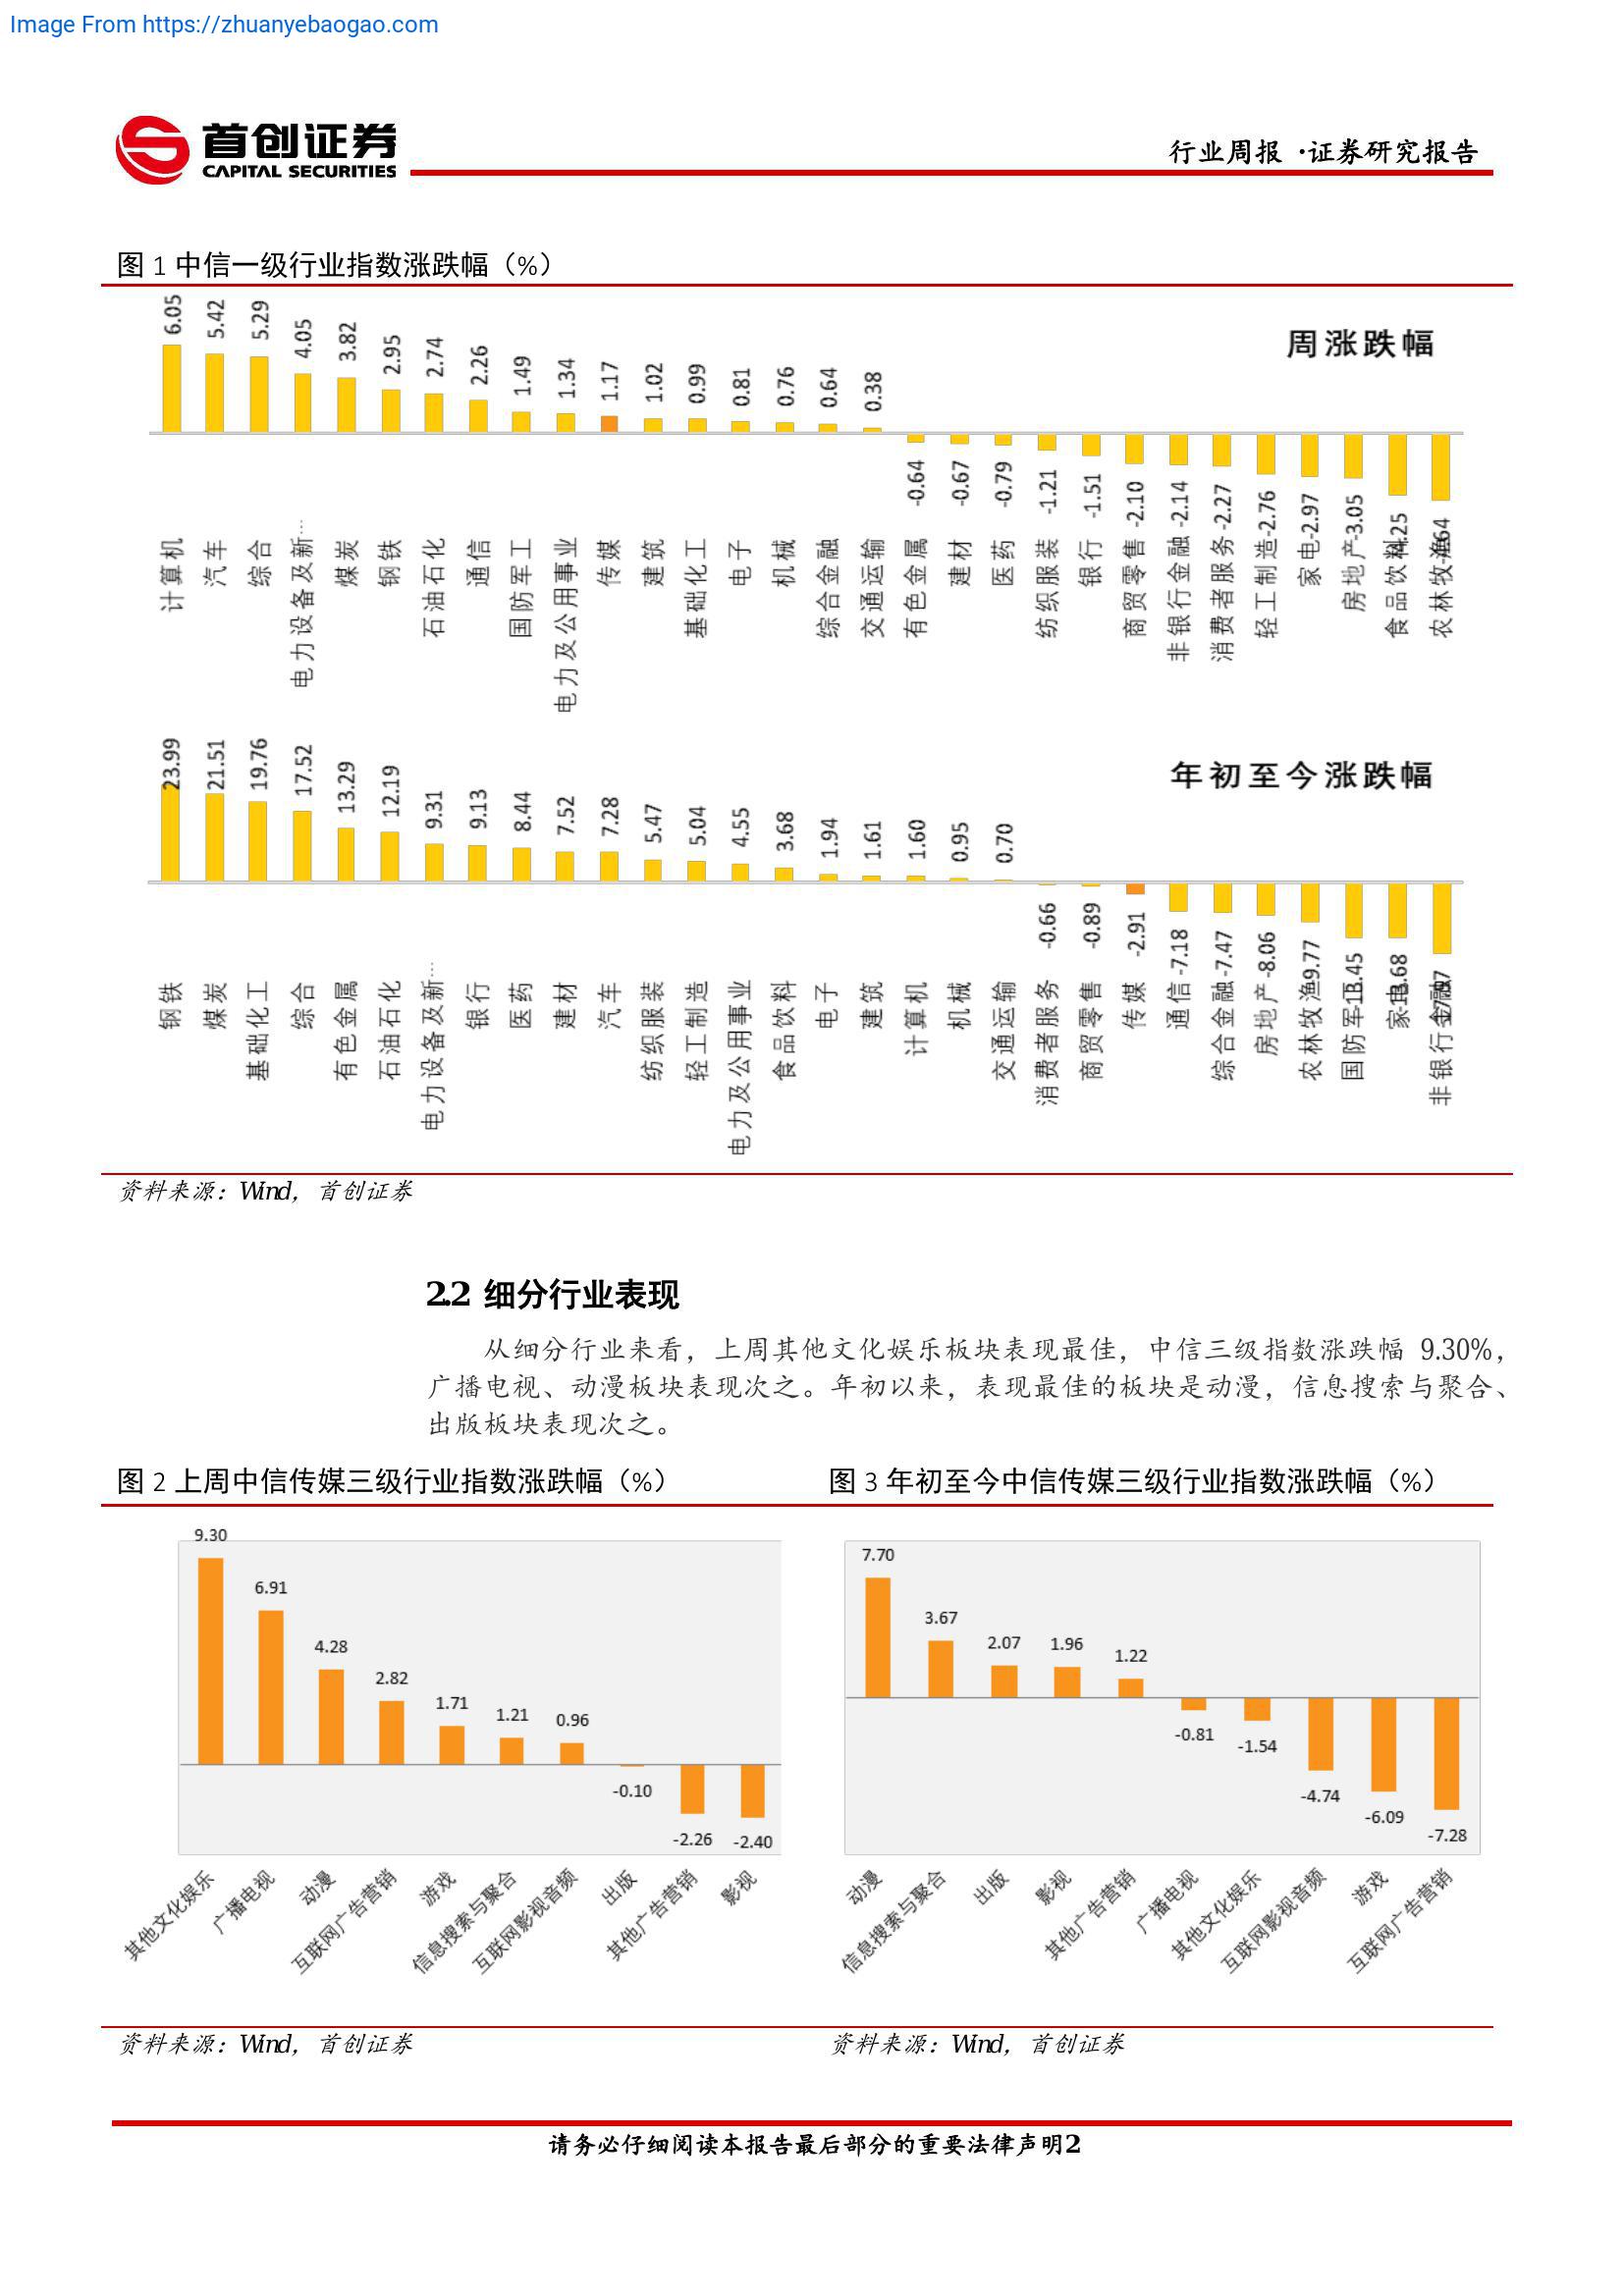 Image From https://zhuanyebaogao.com
首创证券
CAPITAL SECURITIES
行业周报 ·证券研究报告
图 1 中信一级行业指数涨跌幅（%）
周涨跌幅
6.05 5.42 5.29 4.05 3.82 2.95 2.74 2.26 1.49 1.34 1.17 1.02 0.99 0.81 0.76 0.64 0.38 -0.64 -0.67 -0.79 -1.21 -1.51 -2.10 -2.14 -2.27 -2.76 -2.97 -3.05 -4.25 -4.64
计算机 汽车 综合 电力设备及新… 煤炭 钢铁 石油石化 通信 国防军工 电力及公用事业 传媒 建筑 基础化工 电子 机械 综合金融 交通运输 有色金属 建材 医药 纺织服装 银行 商贸零售 非银行金融 消费者服务 轻工制造 家电 房地产 食品饮料 农林牧渔
年初至今涨跌幅
23.99 21.51 19.76 17.52 13.29 12.19 9.31 9.13 8.44 7.52 7.28 5.47 5.04 4.55 3.68 1.94 1.61 1.60 0.95 0.70 -0.66 -0.89 -2.91 -7.18 -7.47 -8.06 -9.77 -13.45 -13.68
钢铁 煤炭 基础化工 综合 有色金属 石油石化 电力设备及新… 银行 医药 建材 汽车 纺织服装 轻工制造 电力及公用事业 食品饮料 电子 建筑 计算机 机械 交通运输 消费者服务 商贸零售 传媒 通信 综合金融 房地产 农林牧渔 国防军工 家电 非银行金融
资料来源：Wind，首创证券
2.2 细分行业表现
从细分行业来看，上周其他文化娱乐板块表现最佳，中信三级指数涨跌幅 9.30%，
广播电视、动漫板块表现次之。年初以来，表现最佳的板块是动漫，信息搜索与聚合、
出版板块表现次之。
图 2 上周中信传媒三级行业指数涨跌幅（%）
9.30 6.91 4.28 2.82 1.71 1.21 0.96 -0.10 -2.26 -2.40
其他文化娱乐 广播电视 动漫 互联网广告营销 游戏 信息搜索与聚合 互联网影视音频 出版 其他广告营销 影视
资料来源：Wind，首创证券
图 3 年初至今中信传媒三级行业指数涨跌幅（%）
7.70 3.67 2.07 1.96 1.22 -0.81 -1.54 -4.74 -6.09 -7.28
动漫 信息搜索与聚合 出版 影视 其他广告营销 广播电视 其他文化娱乐 互联网影视音频 游戏 互联网广告营销
资料来源：Wind，首创证券
请务必仔细阅读本报告最后部分的重要法律声明2